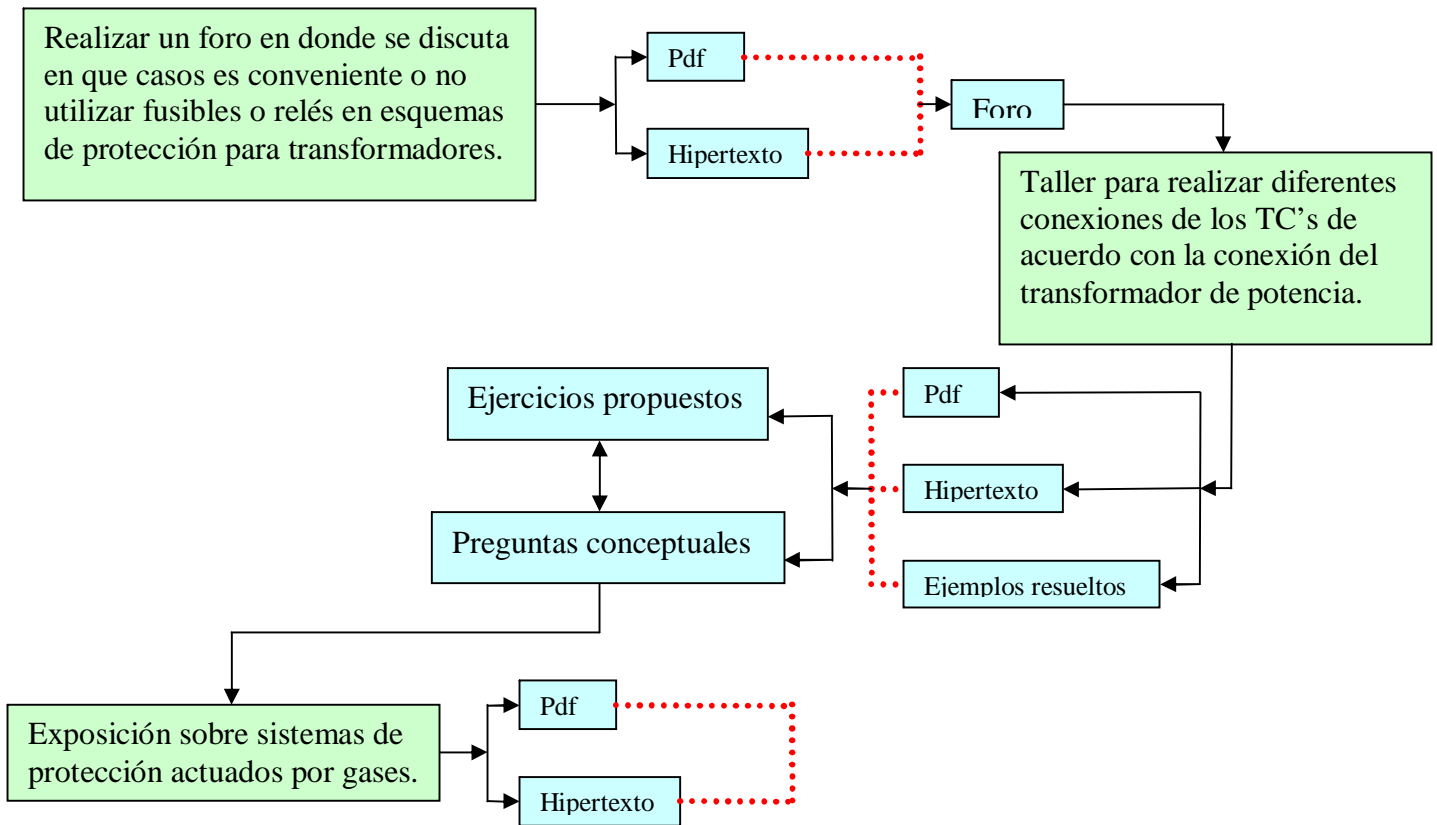 Realizar un foro en donde se discuta
en que casos es conveniente o no
utilizar fusibles o relés en esquemas
de protección para transformadores.
Pdf
Hipertexto
Foro
Taller para realizar diferentes
conexiones de los TC’s de
acuerdo con la conexión del
transformador de potencia.
Pdf
Hipertexto
Ejemplos resueltos
Ejercicios propuestos
Preguntas conceptuales
Exposición sobre sistemas de
protección actuados por gases.
Pdf
Hipertexto